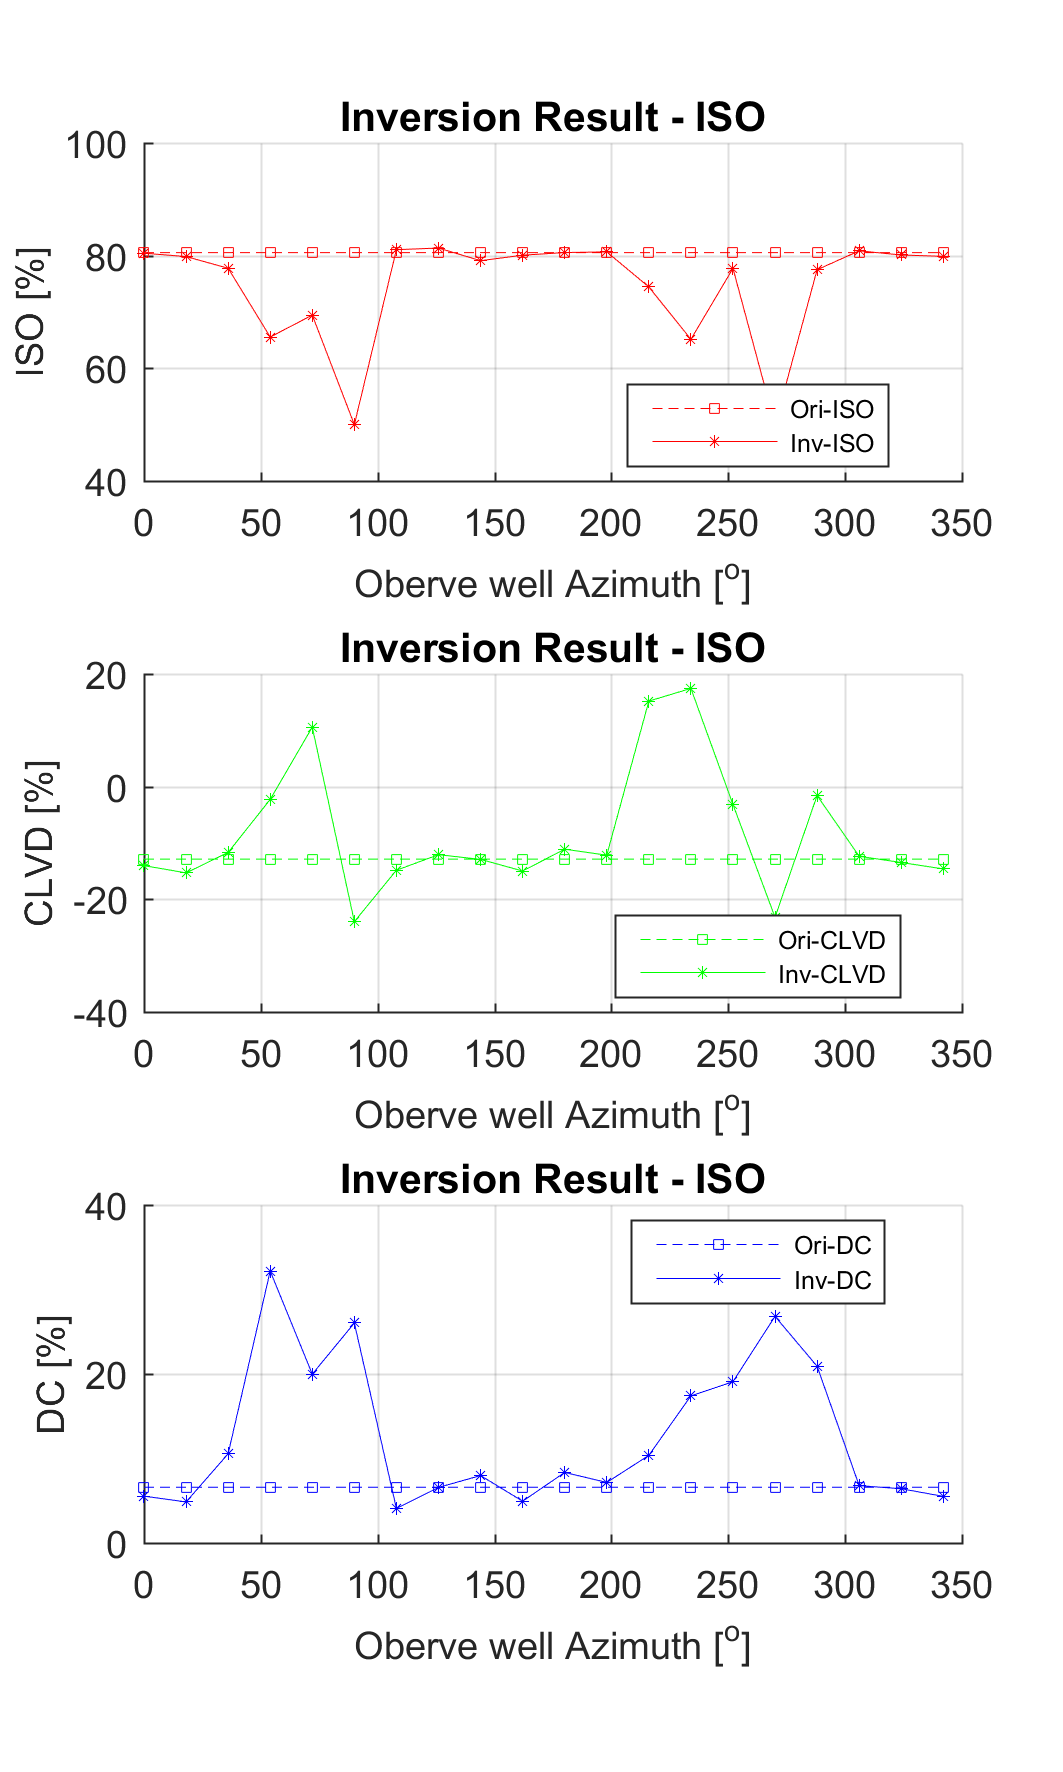 Inversion Result - ISO
100
80
60
40
ISO [%]
Ori-ISO
Inv-ISO
0 50 100 150 200 250 300 350
Oberve well Azimuth [o]
Inversion Result - ISO
20
0
-20
-40
CLVD [%]
Ori-CLVD
Inv-CLVD
0 50 100 150 200 250 300 350
Oberve well Azimuth [o]
Inversion Result - ISO
40
20
0
DC [%]
Ori-DC
Inv-DC
0 50 100 150 200 250 300 350
Oberve well Azimuth [o]